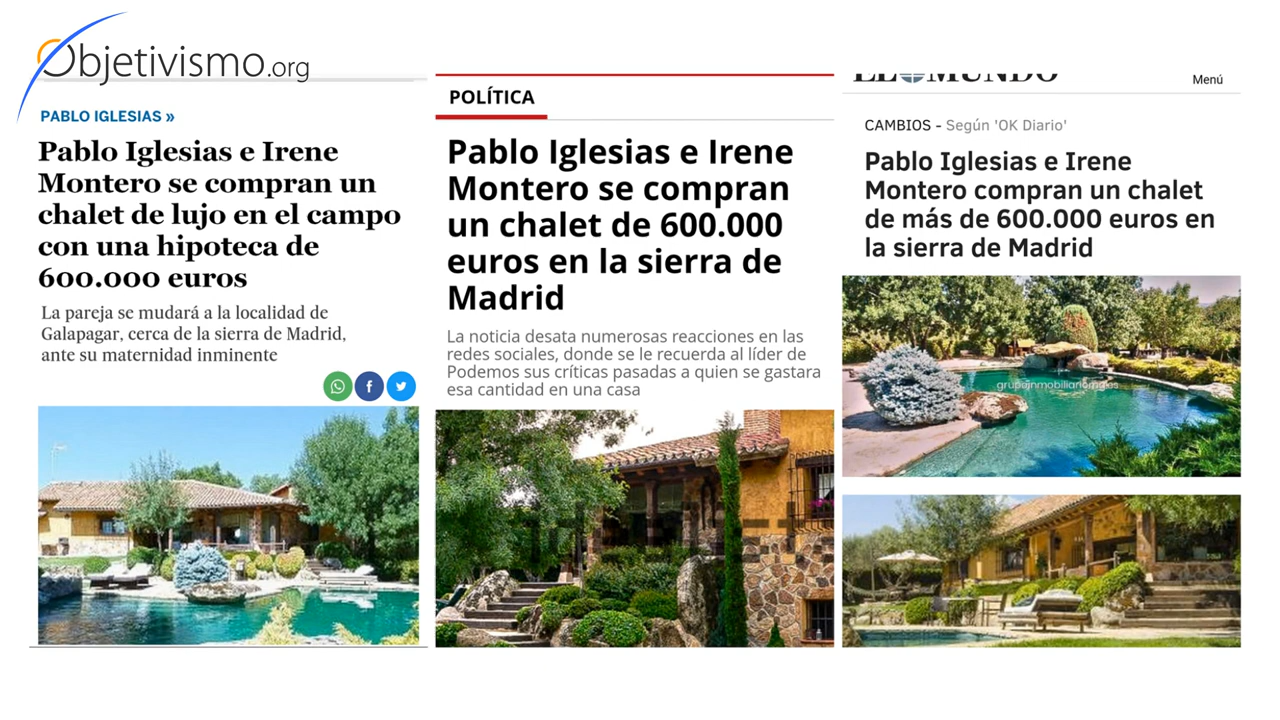 Objetivismo.org
PABLO IGLESIAS »
Pablo Iglesias e Irene
Montero se compran un
chalet de lujo en el campo
con una hipoteca de
600.000 euros
La pareja se mudará a la localidad de
Galapagar, cerca de la sierra de Madrid,
ante su maternidad inminente
POLÍTICA
Pablo Iglesias e Irene
Montero se compran
un chalet de 600.000
euros en la sierra de
Madrid
La noticia desata numerosas reacciones en las
redes sociales, donde se le recuerda al líder de
Podemos sus críticas pasadas a quien se gastara
esa cantidad en una casa
EL MUNDO
Menú
CAMBIOS - Según 'OK Diario'
Pablo Iglesias e Irene
Montero compran un chalet
de más de 600.000 euros en
la sierra de Madrid